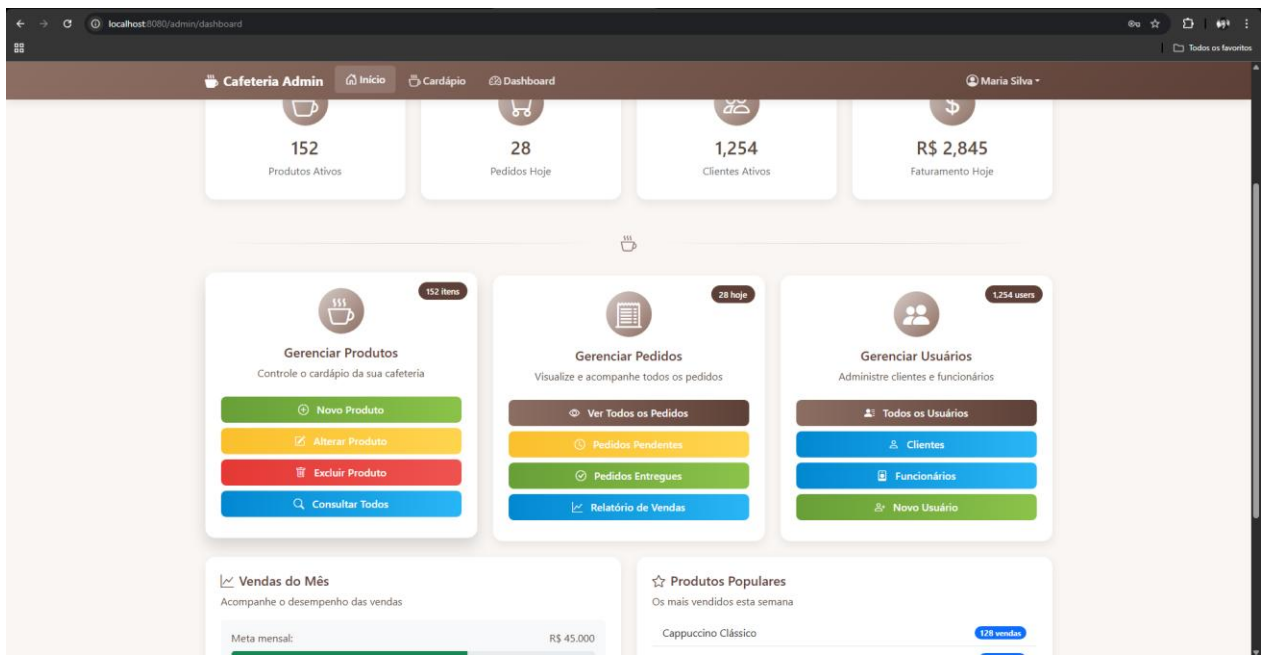 localhost:8080/admin/dashboard
Todos os favoritos
Cafeteria Admin Início Cardápio Dashboard Maria Silva
152
Produtos Ativos
28
Pedidos Hoje
1,254
Clientes Ativos
R$ 2,845
Faturamento Hoje
152 itens
Gerenciar Produtos
Controle o cardápio da sua cafeteria
Novo Produto
Alterar Produto
Excluir Produto
Consultar Todos
28 hoje
Gerenciar Pedidos
Visualize e acompanhe todos os pedidos
Ver Todos os Pedidos
Pedidos Pendentes
Pedidos Entregues
Relatório de Vendas
1,254 users
Gerenciar Usuários
Administre clientes e funcionários
Todos os Usuários
Clientes
Funcionários
Novo Usuário
Vendas do Mês
Acompanhe o desempenho das vendas
Meta mensal: R$ 45.000
Produtos Populares
Os mais vendidos esta semana
Cappuccino Clássico 128 vendas